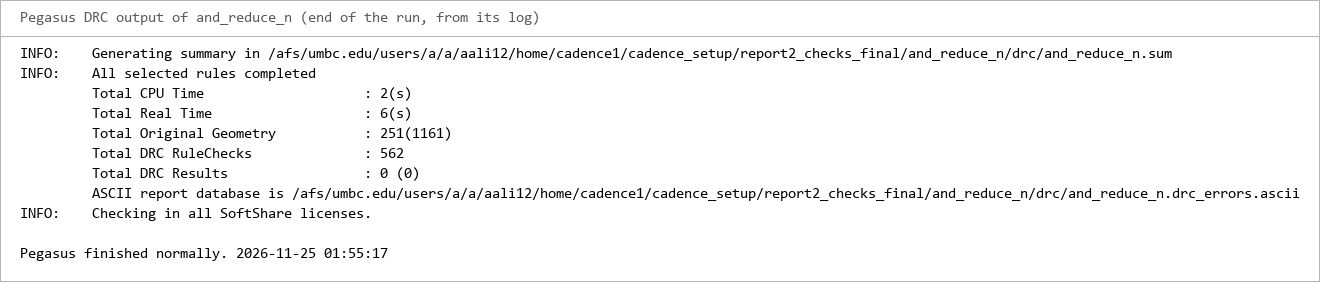 Pegasus DRC output of and_reduce_n (end of the run, from its log)
INFO:    Generating summary in /afs/umbc.edu/users/a/a/aali12/home/cadence1/cadence_setup/report2_checks_final/and_reduce_n/drc/and_reduce_n.sum
INFO:    All selected rules completed
         Total CPU Time                    : 2(s)
         Total Real Time                   : 6(s)
         Total Original Geometry           : 251(1161)
         Total DRC RuleChecks              : 562
         Total DRC Results                 : 0 (0)
         ASCII report database is /afs/umbc.edu/users/a/a/aali12/home/cadence1/cadence_setup/report2_checks_final/and_reduce_n/drc/and_reduce_n.drc_errors.ascii
INFO:    Checking in all SoftShare licenses.
Pegasus finished normally. 2026-11-25 01:55:17